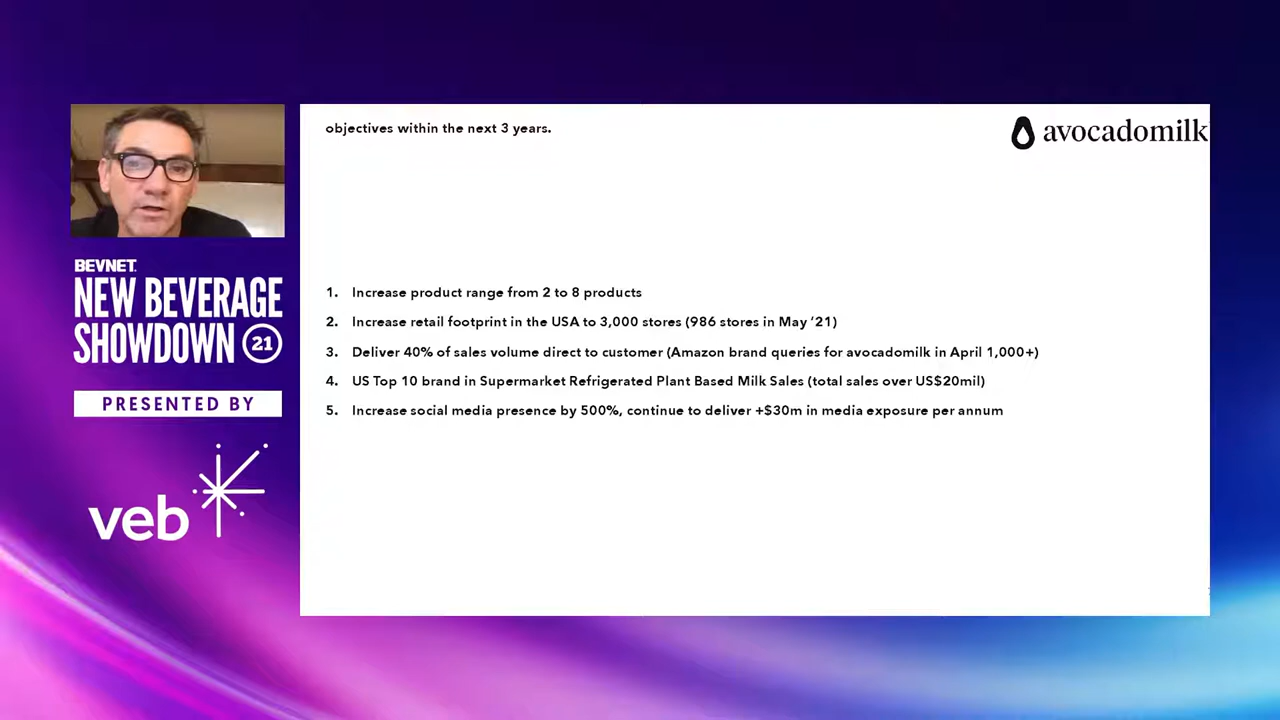 objectives within the next 3 years.
avocadomilk
BEVNET.
NEW BEVERAGE
SHOWDOWN 21
PRESENTED BY
veb
1. Increase product range from 2 to 8 products
2. Increase retail footprint in the USA to 3,000 stores (986 stores in May ’21)
3. Deliver 40% of sales volume direct to customer (Amazon brand queries for avocadomilk in April 1,000+)
4. US Top 10 brand in Supermarket Refrigerated Plant Based Milk Sales (total sales over US$20mil)
5. Increase social media presence by 500%, continue to deliver +$30m in media exposure per annum